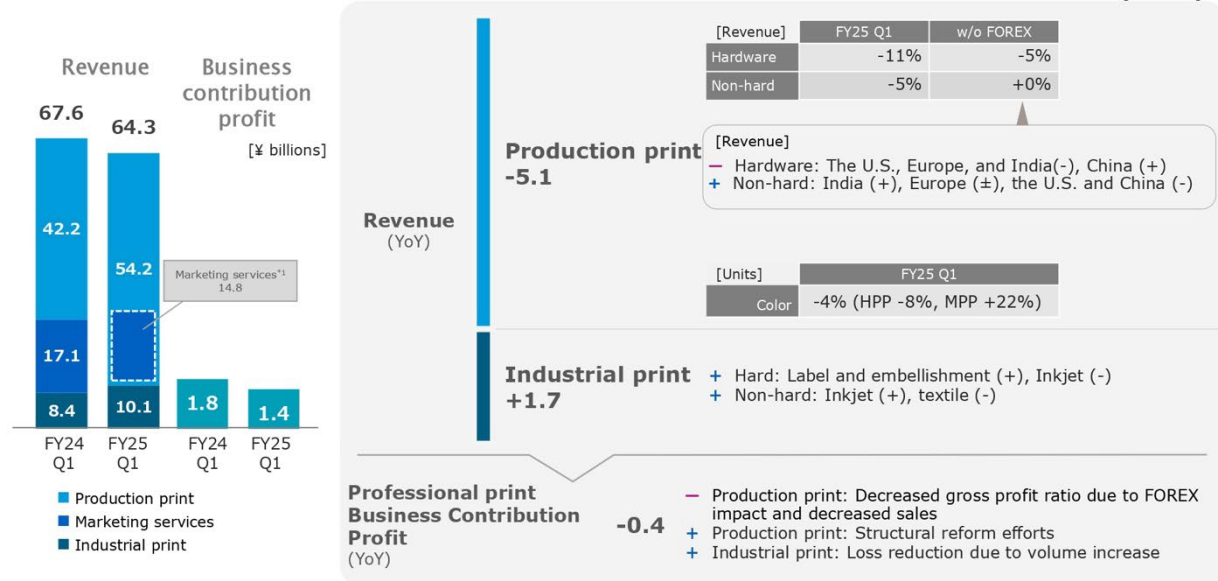 Revenue
Business
contribution
profit
67.6
64.3
[¥ billions]
42.2
54.2
Marketing services*1
14.8
17.1
8.4
10.1
1.8
1.4
FY24
Q1
FY25
Q1
FY24
Q1
FY25
Q1
Production print
Marketing services
Industrial print
Revenue
(YoY)
Production print
-5.1
[Revenue] FY25 Q1 w/o FOREX
Hardware -11% -5%
Non-hard -5% +0%
[Revenue]
− Hardware: The U.S., Europe, and India(-), China (+)
+ Non-hard: India (+), Europe (±), the U.S. and China (-)
[Units] FY25 Q1
Color -4% (HPP -8%, MPP +22%)
Industrial print
+1.7
+ Hard: Label and embellishment (+), Inkjet (-)
+ Non-hard: Inkjet (+), textile (-)
Professional print
Business Contribution
Profit
(YoY)
-0.4
− Production print: Decreased gross profit ratio due to FOREX
impact and decreased sales
+ Production print: Structural reform efforts
+ Industrial print: Loss reduction due to volume increase